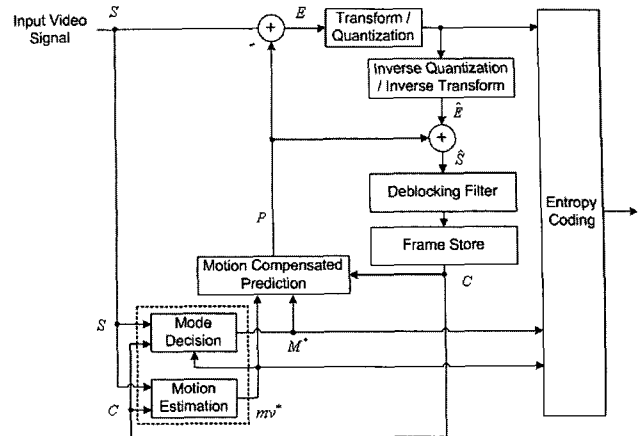 Input Video
Signal
S
E
Transform /
Quantization
+
-
Inverse Quantization
/ Inverse Transform
Ê
+
Ŝ
Deblocking Filter
P
Entropy
Coding
Frame Store
Motion Compensated
Prediction
C
S
Mode
Decision
M*
Motion
Estimation
C
mv*